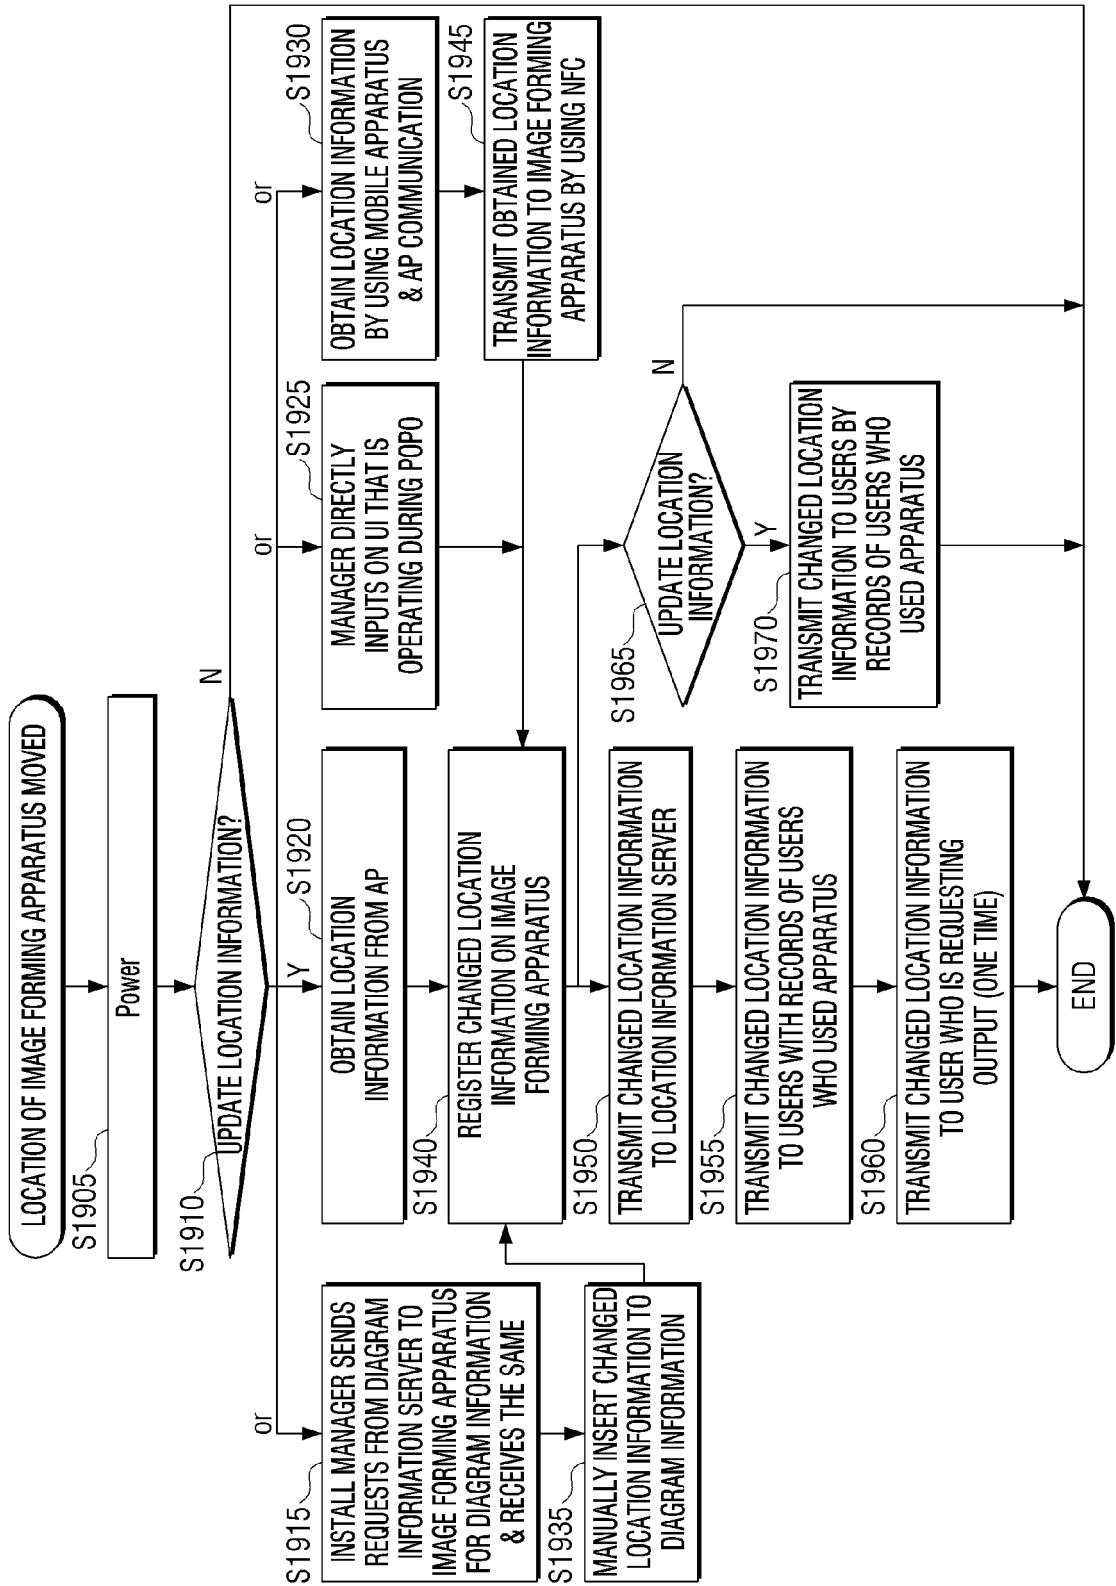 LOCATION OF IMAGE FORMING APPARATUS MOVED
S1905
Power
S1910
UPDATE LOCATION INFORMATION?
N
Y
or
or
or
S1915
INSTALL MANAGER SENDS
REQUESTS FROM DIAGRAM
INFORMATION SERVER TO
IMAGE FORMING APPARATUS
FOR DIAGRAM INFORMATION
& RECEIVES THE SAME
S1920
OBTAIN LOCATION
INFORMATION FROM AP
S1925
MANAGER DIRECTLY
INPUTS ON UI THAT IS
OPERATING DURING POPO
S1930
OBTAIN LOCATION INFORMATION
BY USING MOBILE APPARATUS
& AP COMMUNICATION
S1935
MANUALLY INSERT CHANGED
LOCATION INFORMATION TO
DIAGRAM INFORMATION
S1940
REGISTER CHANGED LOCATION
INFORMATION ON IMAGE
FORMING APPARATUS
S1945
TRANSMIT OBTAINED LOCATION
INFORMATION TO IMAGE FORMING
APPARATUS BY USING NFC
S1950
TRANSMIT CHANGED LOCATION INFORMATION
TO LOCATION INFORMATION SERVER
S1955
TRANSMIT CHANGED LOCATION INFORMATION
TO USERS WITH RECORDS OF USERS
WHO USED APPARATUS
S1960
TRANSMIT CHANGED LOCATION INFORMATION
TO USER WHO IS REQUESTING
OUTPUT (ONE TIME)
S1965
UPDATE LOCATION
INFORMATION?
N
Y
S1970
TRANSMIT CHANGED LOCATION
INFORMATION TO USERS BY
RECORDS OF USERS WHO
USED APPARATUS
END